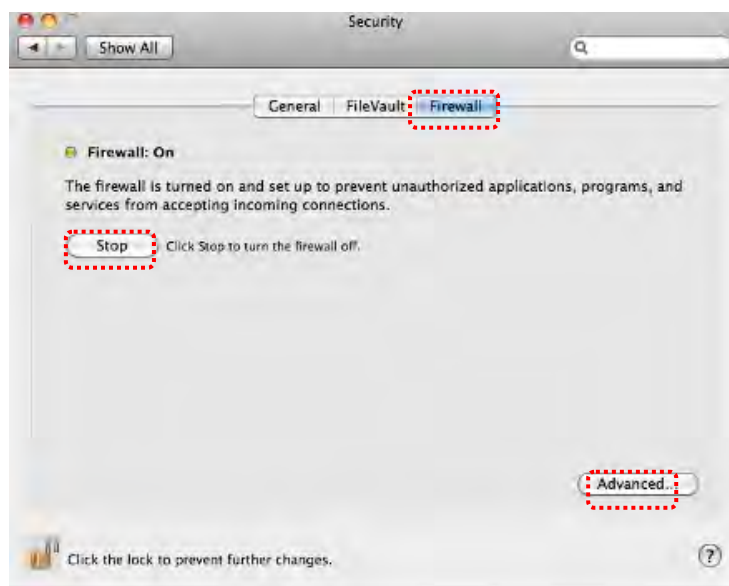 Security
Show All
General FileVault Firewall
Firewall: On
The firewall is turned on and set up to prevent unauthorized applications, programs, and
services from accepting incoming connections.
Stop Click Stop to turn the firewall off.
Advanced...
Click the lock to prevent further changes. ?